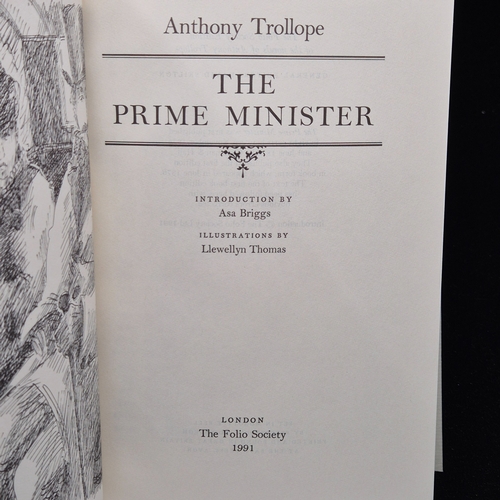 Anthony Trollope
THE
PRIME MINISTER
INTRODUCTION BY
Asa Briggs
ILLUSTRATIONS BY
Llewellyn Thomas
LONDON
The Folio Society
1991